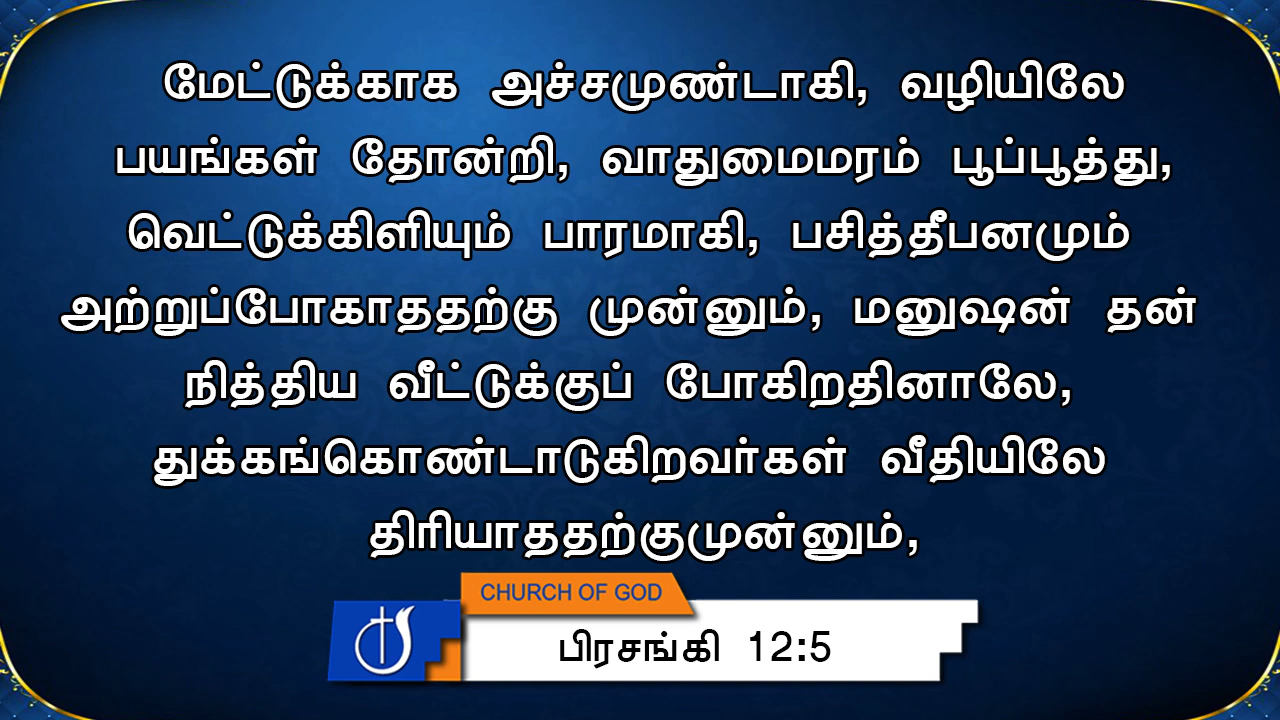 மேட்டுக்காக அச்சமுண்டாகி, வழியிலே
பயங்கள் தோன்றி, வாதுமைமரம் பூப்பூத்து,
வெட்டுக்கிளியும் பாரமாகி, பசித்தீபனமும்
அற்றுப்போகாததற்கு முன்னும், மனுஷன் தன்
நித்திய வீட்டுக்குப் போகிறதினாலே,
துக்கங்கொண்டாடுகிறவர்கள் வீதியிலே
திரியாததற்குமுன்னும்,
CHURCH OF GOD
பிரசங்கி 12:5